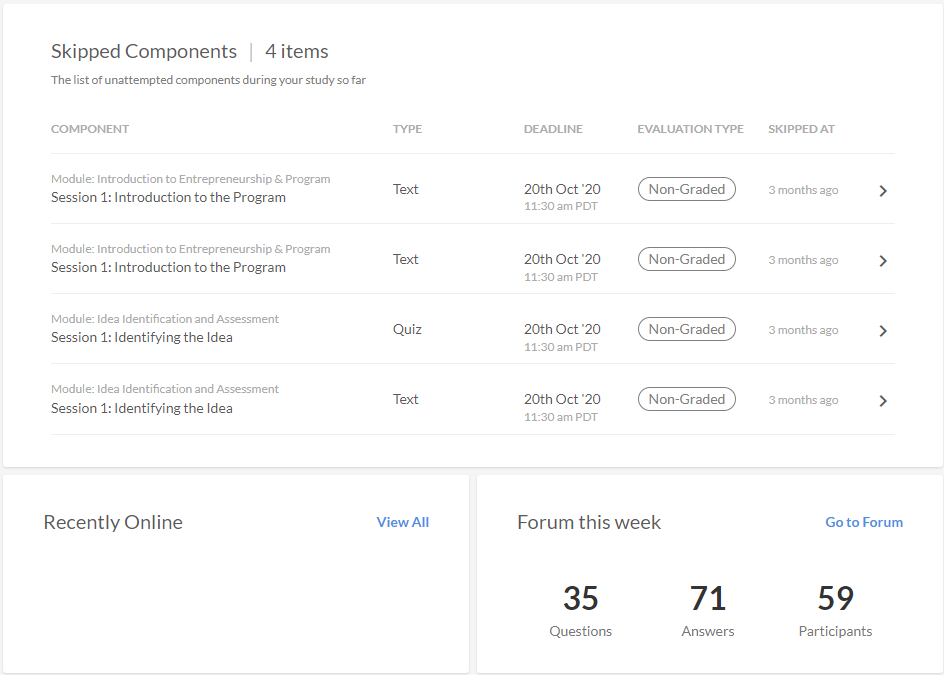 Skipped Components | 4 items
The list of unattempted components during your study so far
COMPONENT TYPE DEADLINE EVALUATION TYPE SKIPPED AT
Module: Introduction to Entrepreneurship & Program
Session 1: Introduction to the Program Text 20th Oct '20 Non-Graded 3 months ago
11:30 am PDT
Module: Introduction to Entrepreneurship & Program
Session 1: Introduction to the Program Text 20th Oct '20 Non-Graded 3 months ago
11:30 am PDT
Module: Idea Identification and Assessment
Session 1: Identifying the Idea Quiz 20th Oct '20 Non-Graded 3 months ago
11:30 am PDT
Module: Idea Identification and Assessment
Session 1: Identifying the Idea Text 20th Oct '20 Non-Graded 3 months ago
11:30 am PDT
Recently Online View All
Forum this week Go to Forum
35 71 59
Questions Answers Participants